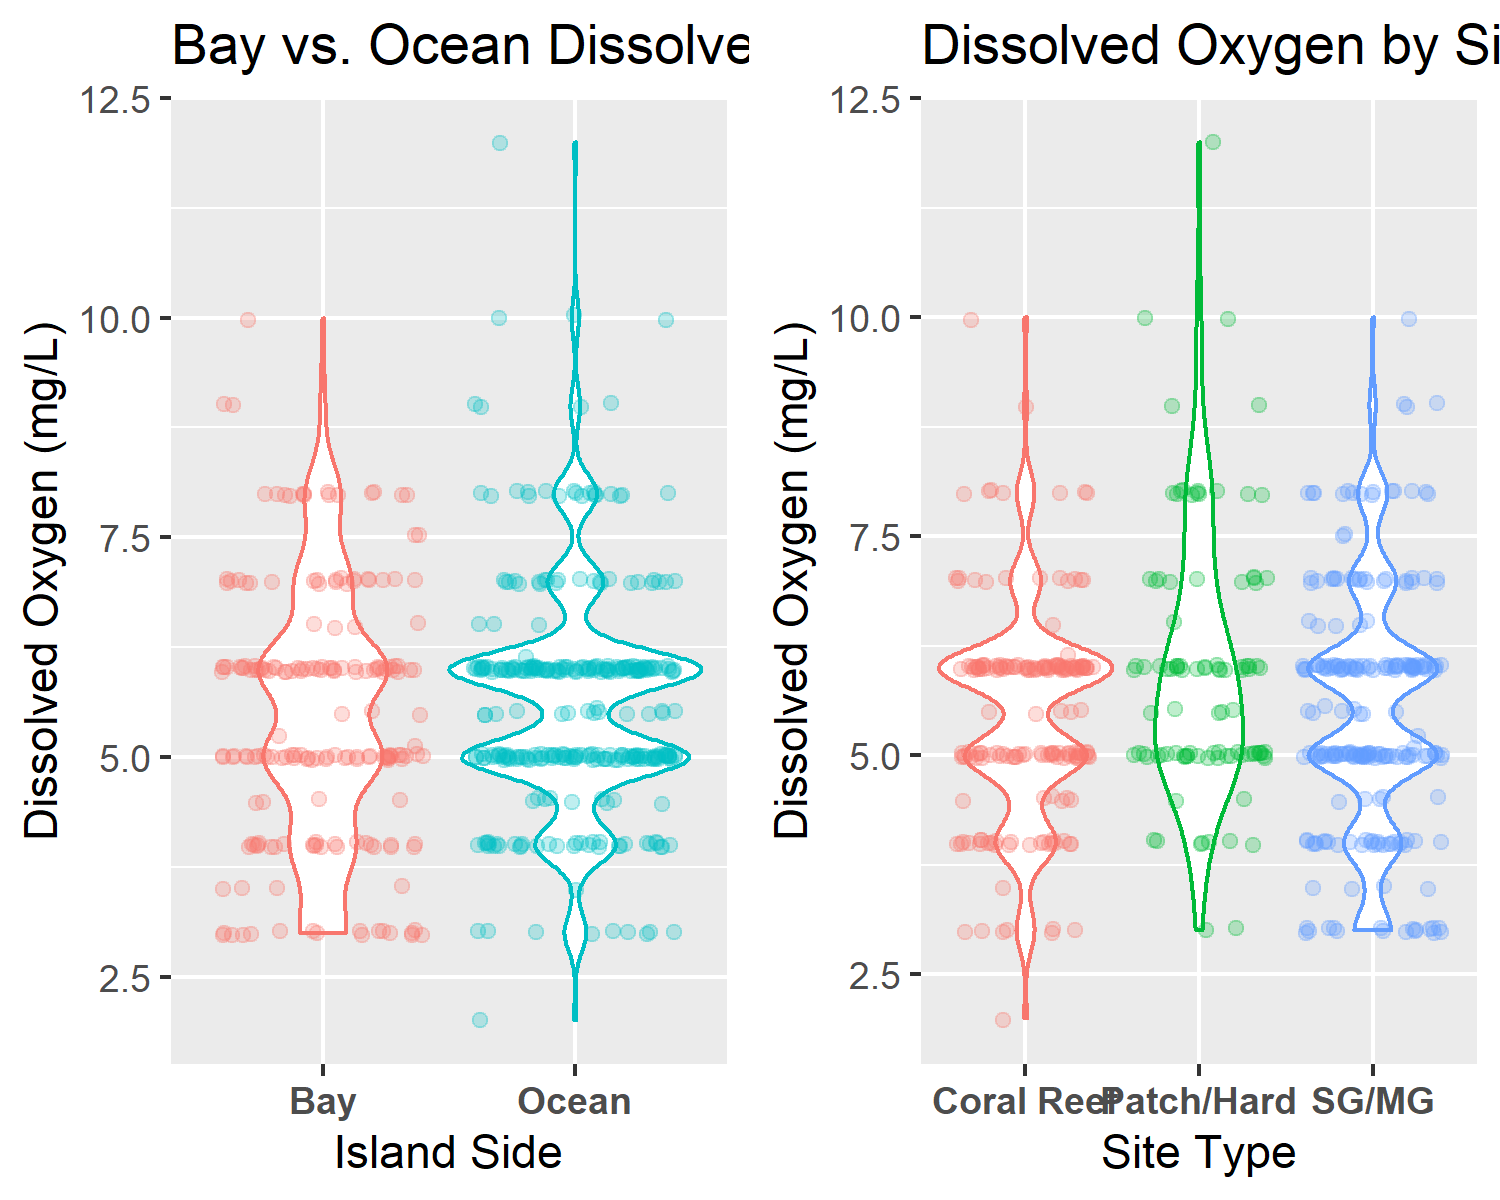 Bay vs. Ocean Dissolve
12.5
10.0
7.5
5.0
2.5
Dissolved Oxygen (mg/L)
Bay Ocean
Island Side
Dissolved Oxygen by Si
12.5
10.0
7.5
5.0
2.5
Dissolved Oxygen (mg/L)
Coral Reef Patch/Hard SG/MG
Site Type